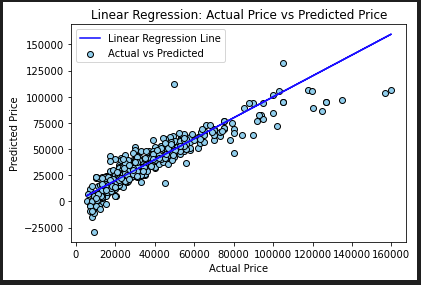 Linear Regression: Actual Price vs Predicted Price
Linear Regression Line
Actual vs Predicted
150000
125000
100000
75000
50000
25000
0
−25000
Predicted Price
0 20000 40000 60000 80000 100000 120000 140000 160000
Actual Price